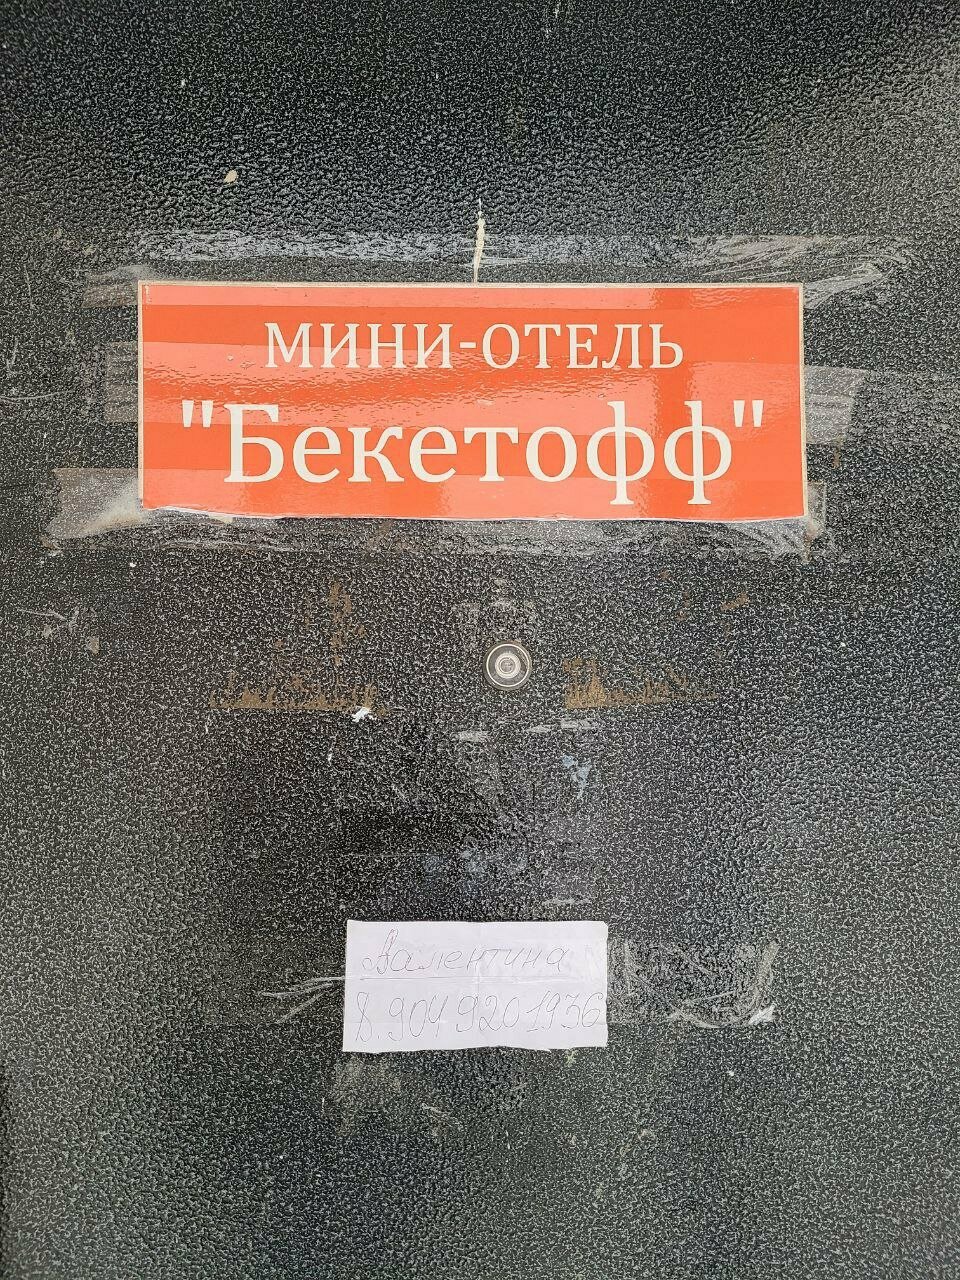 МИНИ-ОТЕЛЬ
"Бекетофф"
Валентина
8.904 920 1936